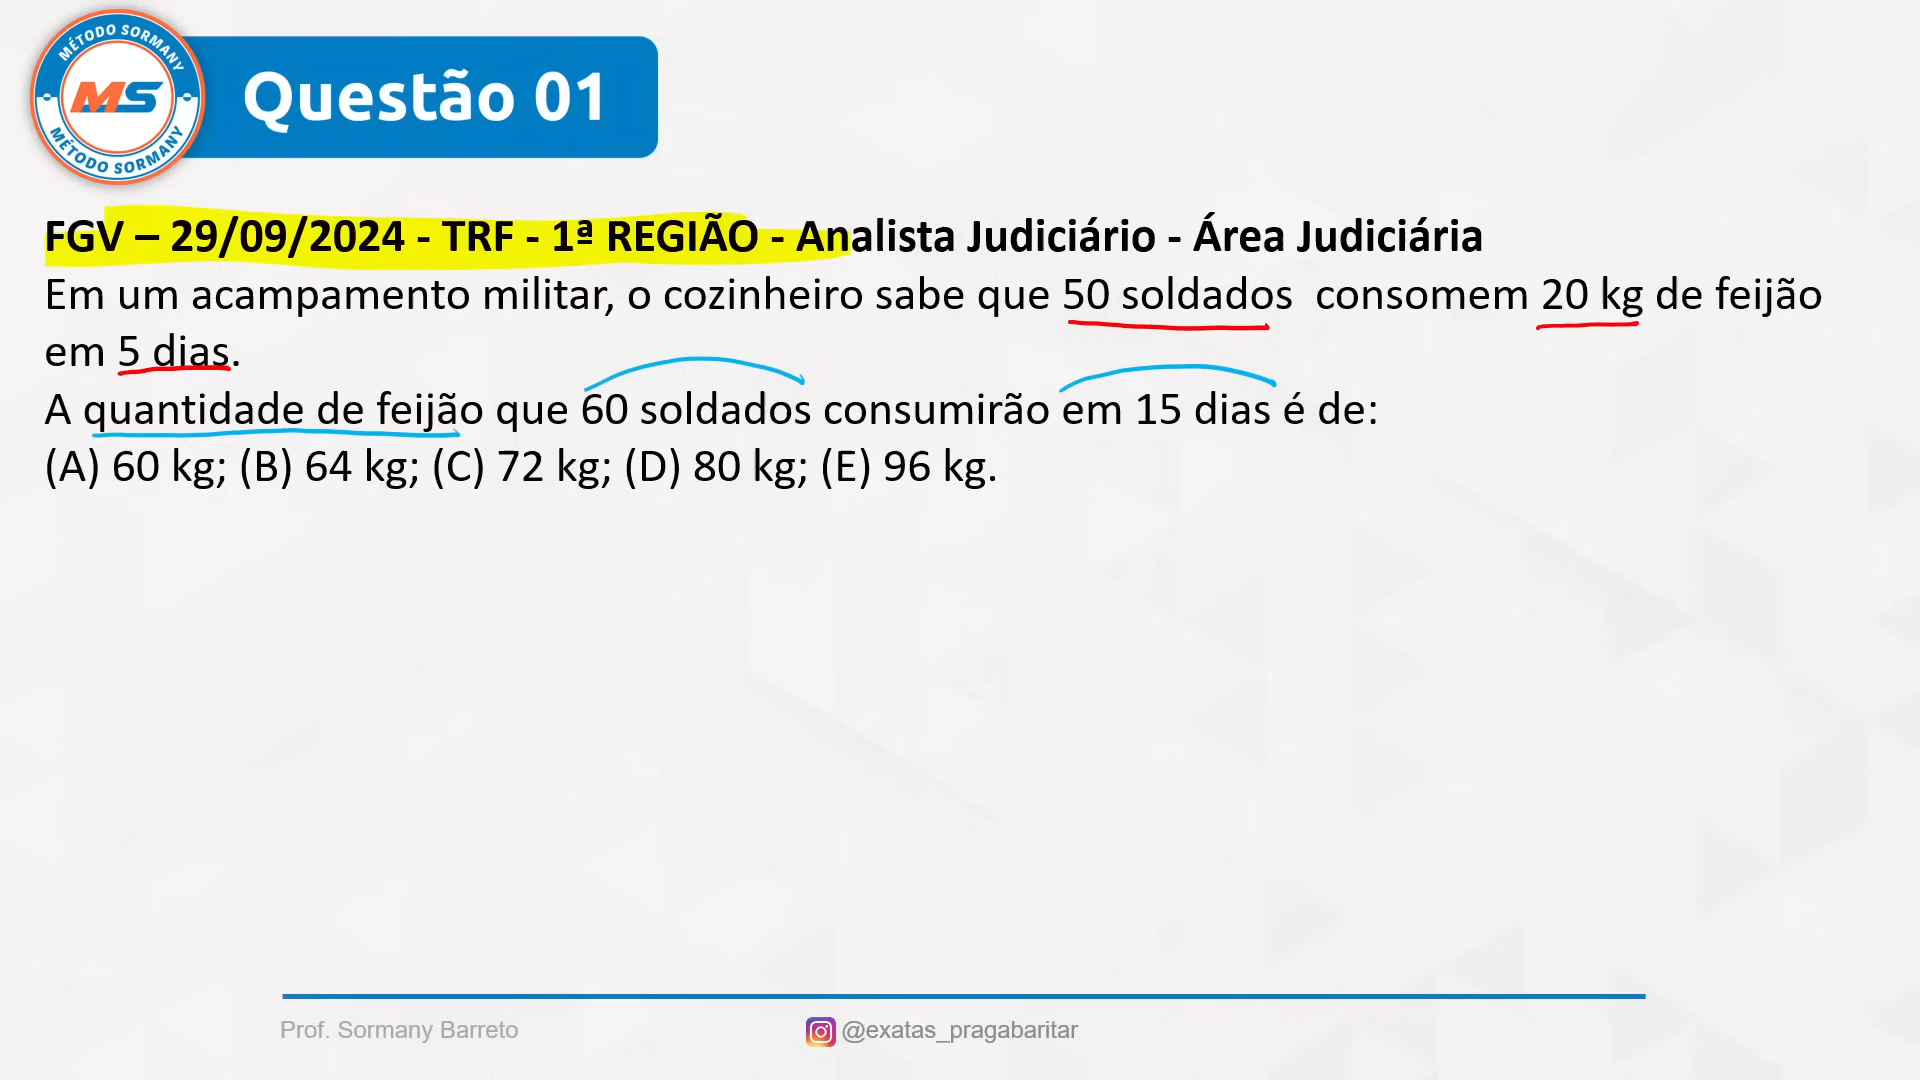 MÉTODO SORMANY
MS
MÉTODO SORMANY
Questão 01
FGV – 29/09/2024 - TRF - 1ª REGIÃO - Analista Judiciário - Área Judiciária
Em um acampamento militar, o cozinheiro sabe que 50 soldados  consomem 20 kg de feijão
em 5 dias.
A quantidade de feijão que 60 soldados consumirão em 15 dias é de:
(A) 60 kg; (B) 64 kg; (C) 72 kg; (D) 80 kg; (E) 96 kg.
Prof. Sormany Barreto
@exatas_pragabaritar